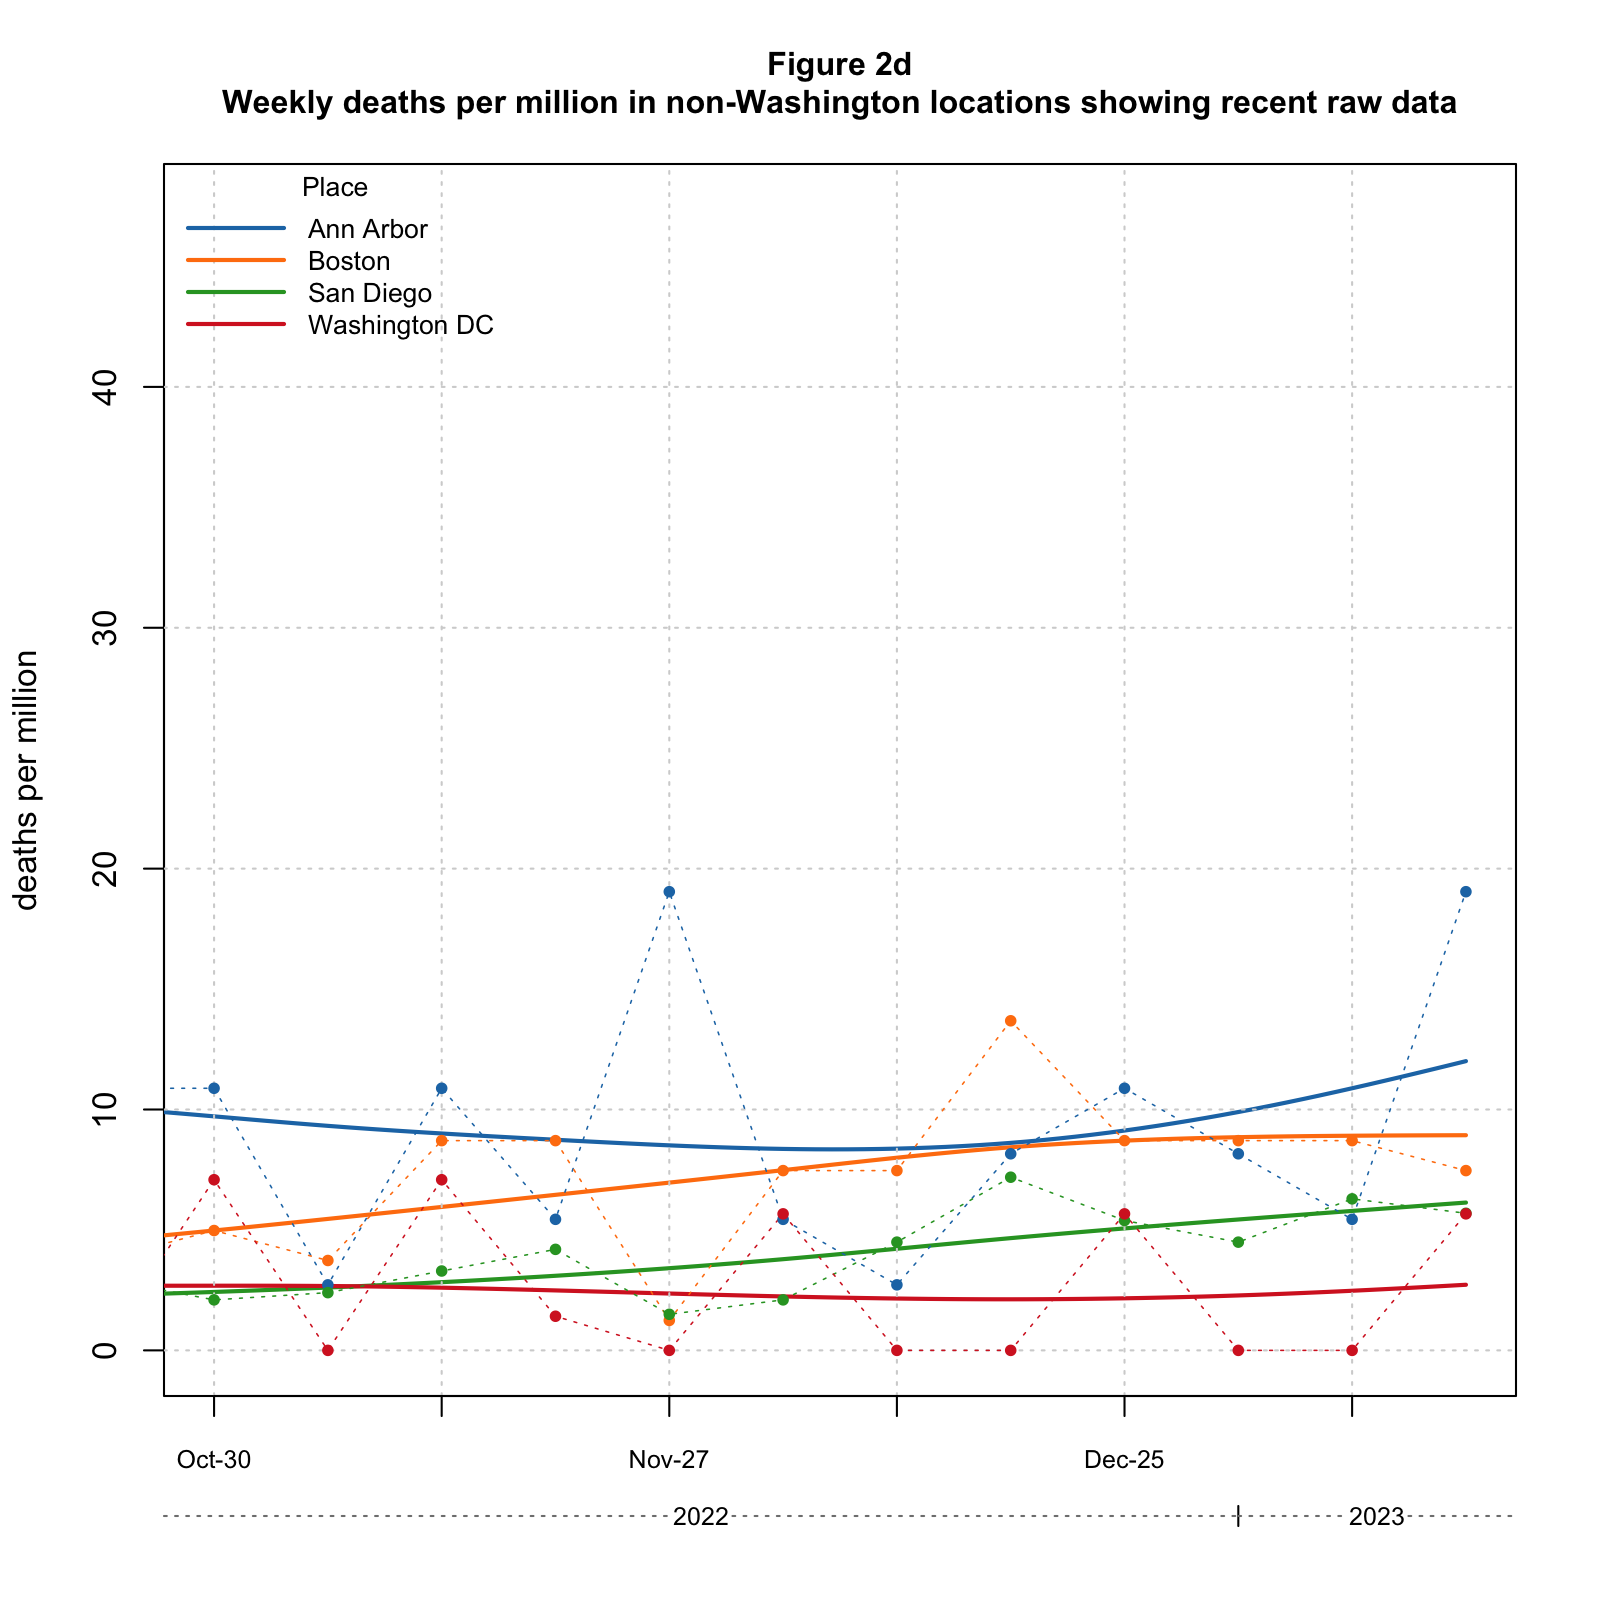 Figure 2d
Weekly deaths per million in non-Washington locations showing recent raw data
Place
Ann Arbor
Boston
San Diego
Washington DC
deaths per million
40
30
20
10
0
Oct-30
Nov-27
Dec-25
2022
2023